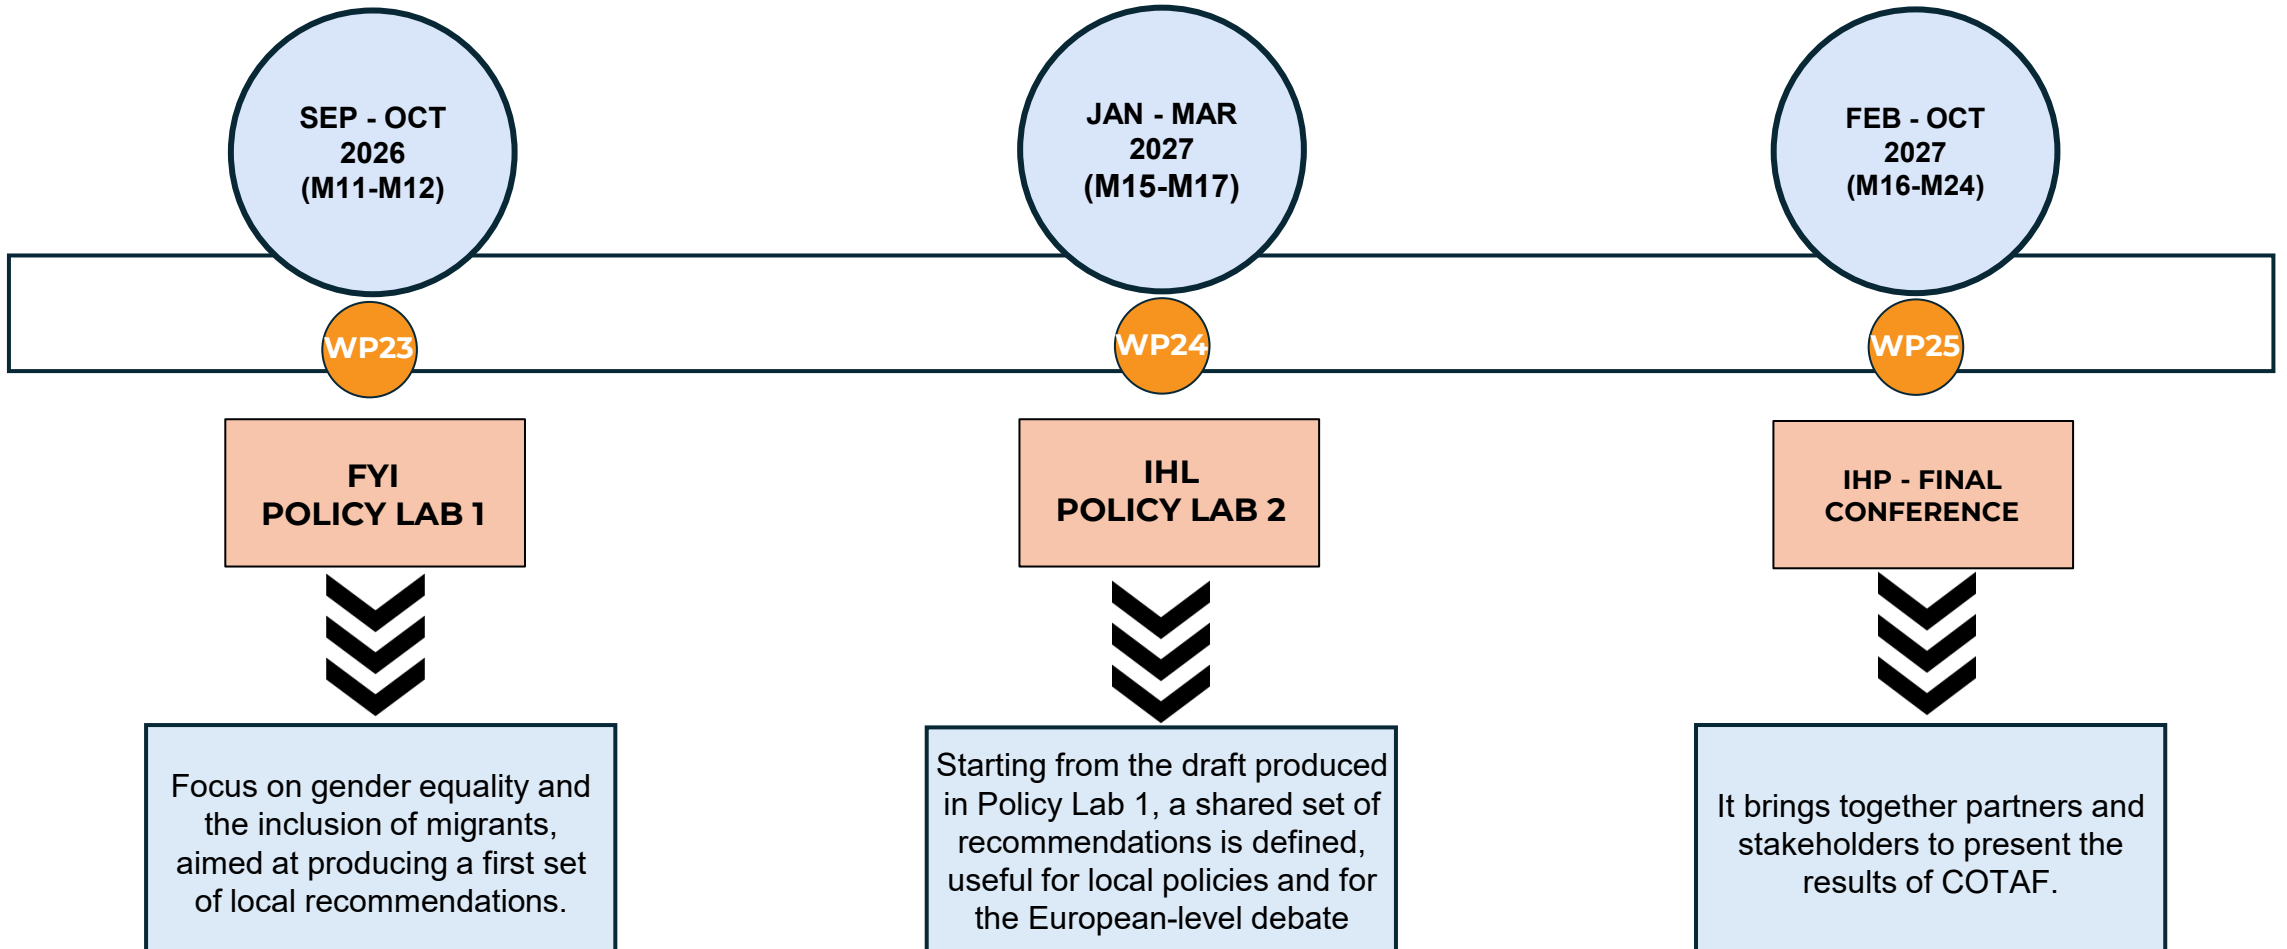 SEP - OCT
2026
(M11-M12)
JAN - MAR
2027
(M15-M17)
FEB - OCT
2027
(M16-M24)
WP23
WP24
WP25
FYI
POLICY LAB 1
IHL
POLICY LAB 2
IHP - FINAL
CONFERENCE
Focus on gender equality and
the inclusion of migrants,
aimed at producing a first set
of local recommendations.
Starting from the draft produced
in Policy Lab 1, a shared set of
recommendations is defined,
useful for local policies and for
the European-level debate
It brings together partners and
stakeholders to present the
results of COTAF.